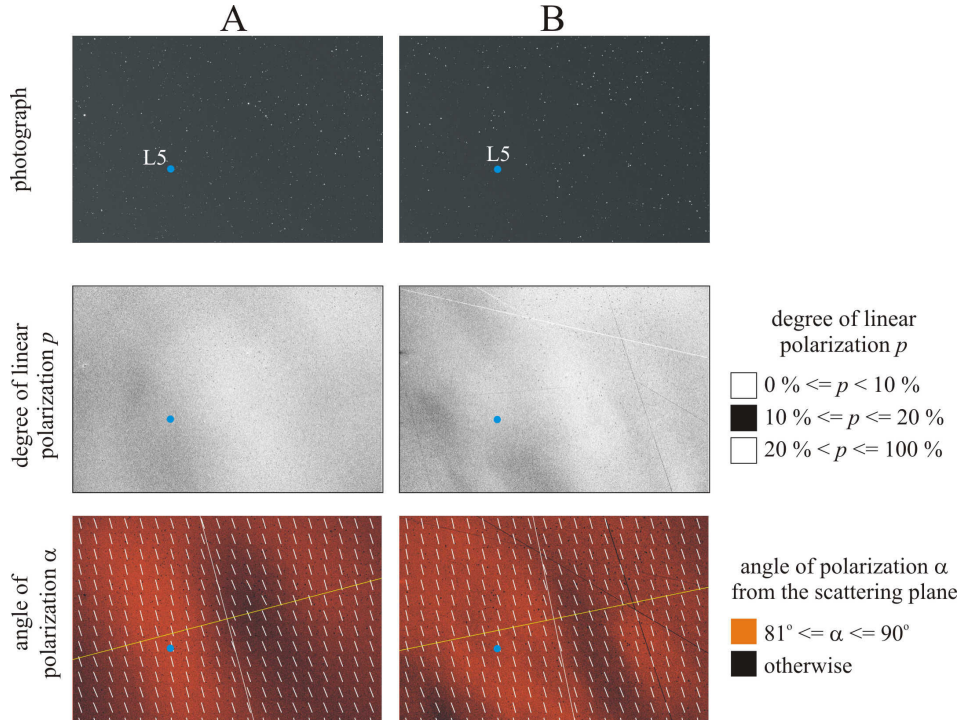 A
B
photograph
L5
L5
degree of linear
polarization p
degree of linear
polarization p
0 % <= p < 10 %
10 % <= p <= 20 %
20 % < p <= 100 %
angle of
polarization α
angle of polarization α
from the scattering plane
81° <= α <= 90°
otherwise